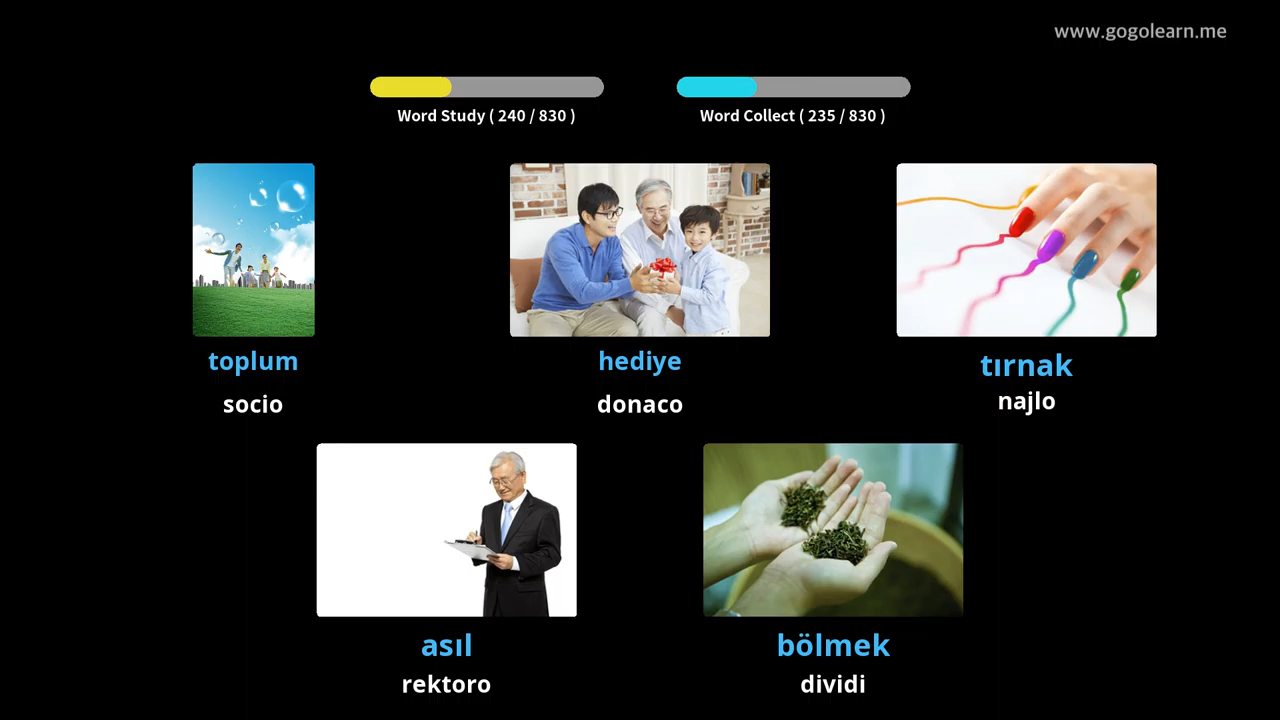 www.gogolearn.me
Word Study ( 240 / 830 )
Word Collect ( 235 / 830 )
toplum
socio
hediye
donaco
tırnak
najlo
asıl
rektoro
bölmek
dividi